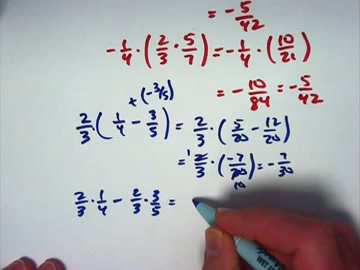 = -5/42
-1/4 · (2/3 · 5/7) = -1/4 · (10/21)
= -10/84 = -5/42
+ (-3/5)
2/3 · (1/4 - 3/5) = 2/3 · (5/20 - 12/20)
= 2/3 · (-7/20) = -7/30
1 10
2/3 · 1/4 - 2/3 · 3/5 =